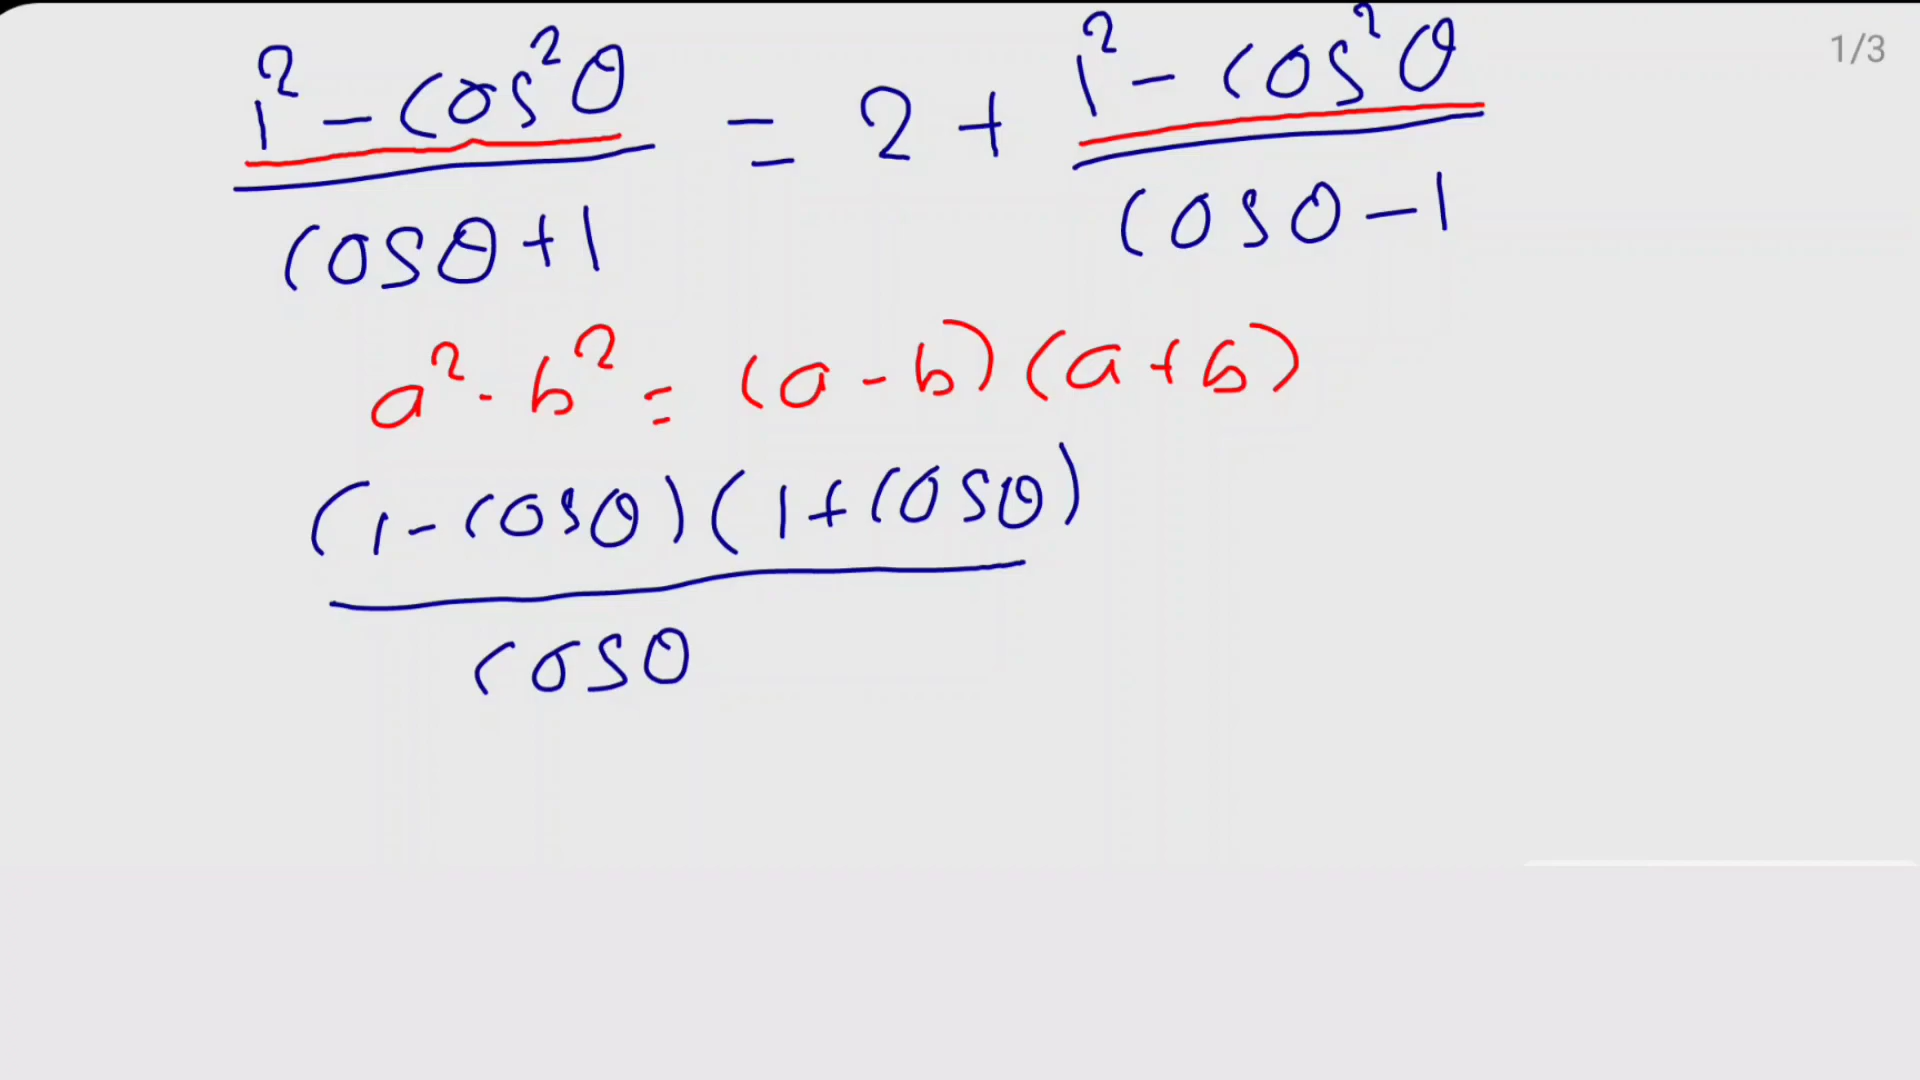 1/3
(1² - cos²θ)/(cosθ+1) = 2 + (1² - cos²θ)/(cosθ-1)
a² - b² = (a - b)(a + b)
(1 - cosθ)(1 + cosθ)
cosθ